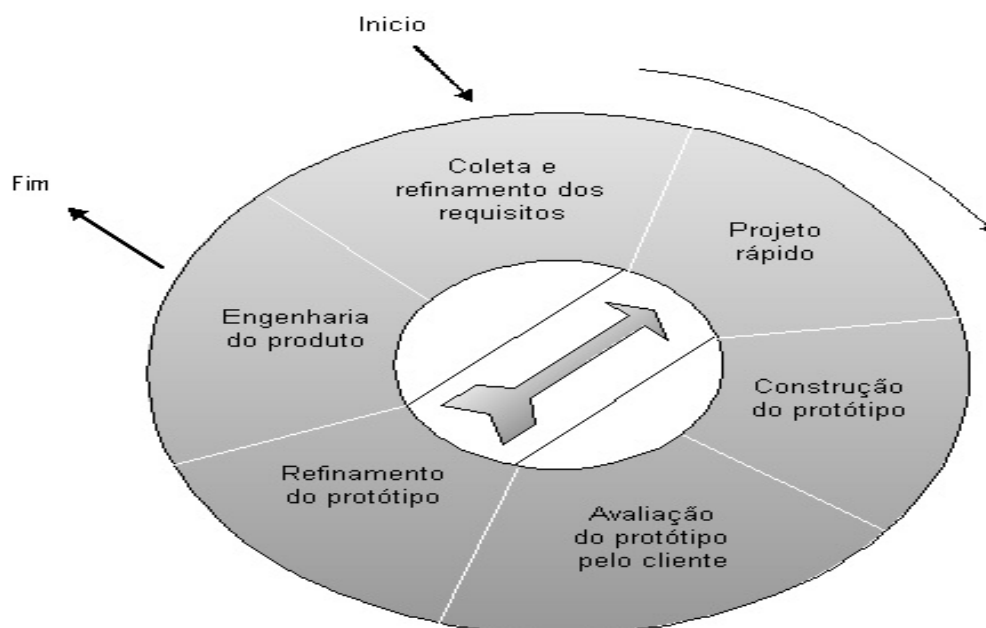 Inicio
Fim
Coleta e
refinamento dos
requisitos
Projeto
rápido
Construção
do protótipo
Avaliação
do protótipo
pelo cliente
Refinamento
do protótipo
Engenharia
do produto